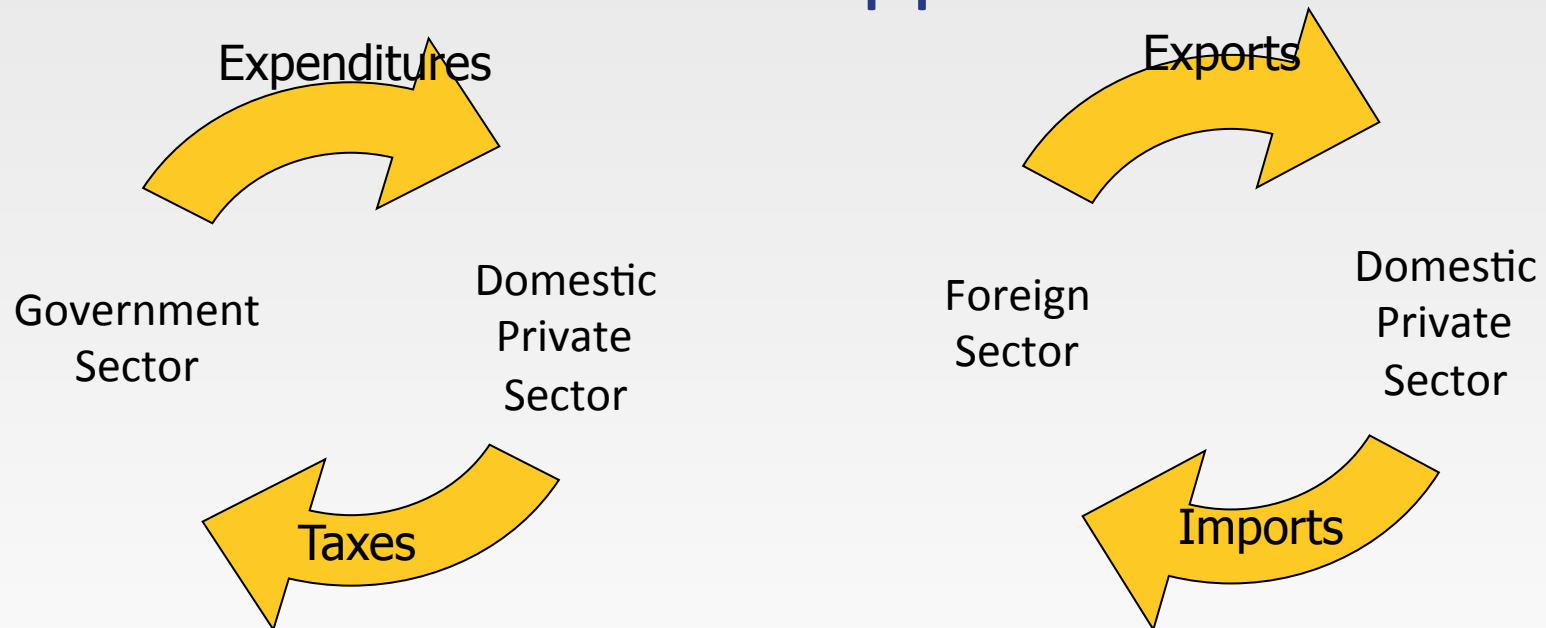 Expenditures
Government
Sector
Domestic
Private
Sector
Taxes
Exports
Foreign
Sector
Domestic
Private
Sector
Imports